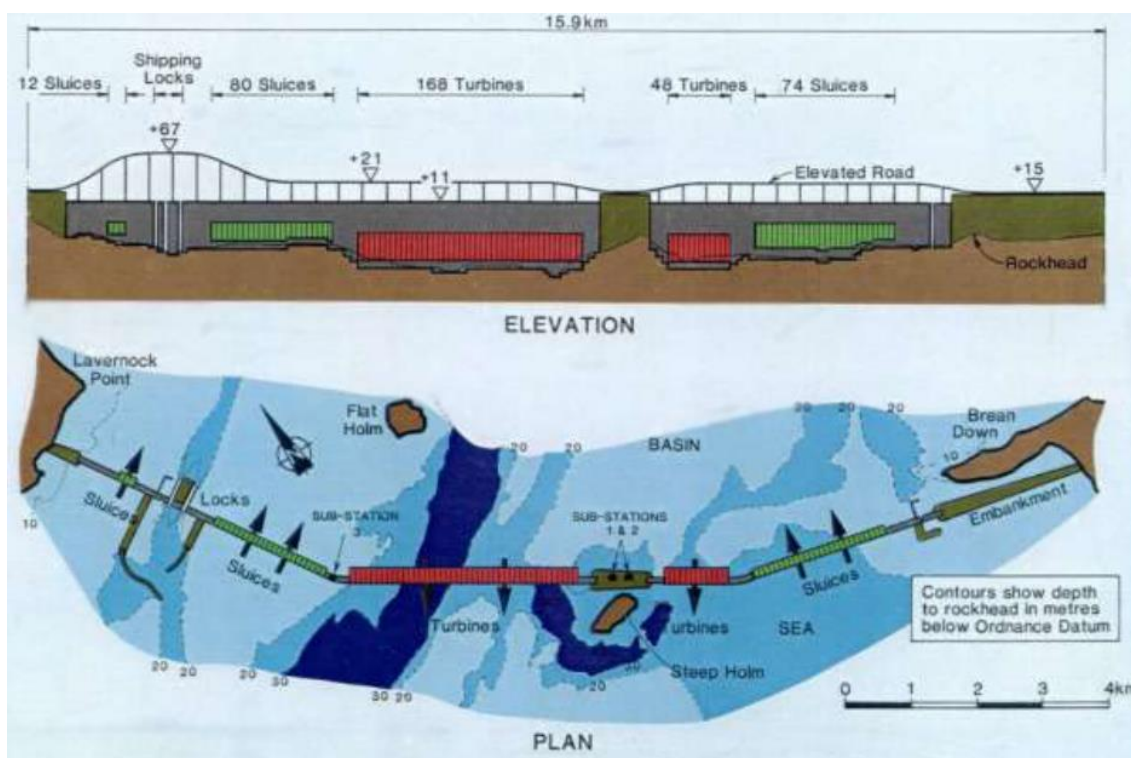 15.9km
12 Sluices
Shipping
Locks
80 Sluices
168 Turbines
48 Turbines
74 Sluices
+67
+21
+11
Elevated Road
+15
Rockhead
ELEVATION
Lavernock
Point
Flat
Holm
20 20
BASIN
20 20 20
Brean
Down
10
Sluices
Locks
SUB-STATION
3
SUB-STATIONS
1 & 2
Embankment
10
Sluices
Sluices
Turbines
Turbines
SEA
Contours show depth
to rockhead in metres
below Ordnance Datum
Steep Holm
20 20 20 30 30 20 20 30
0 1 2 3 4km
PLAN